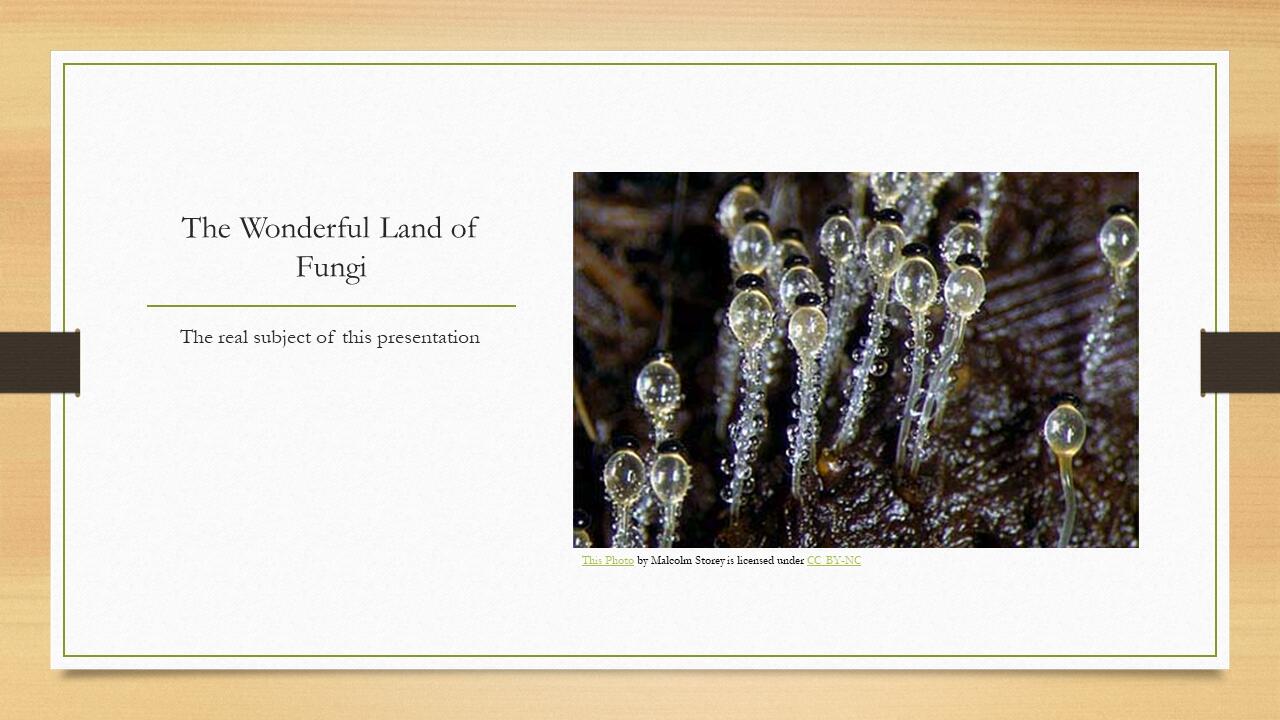 The Wonderful Land of
Fungi
The real subject of this presentation
This Photo by Malcolm Storey is licensed under CC BY-NC